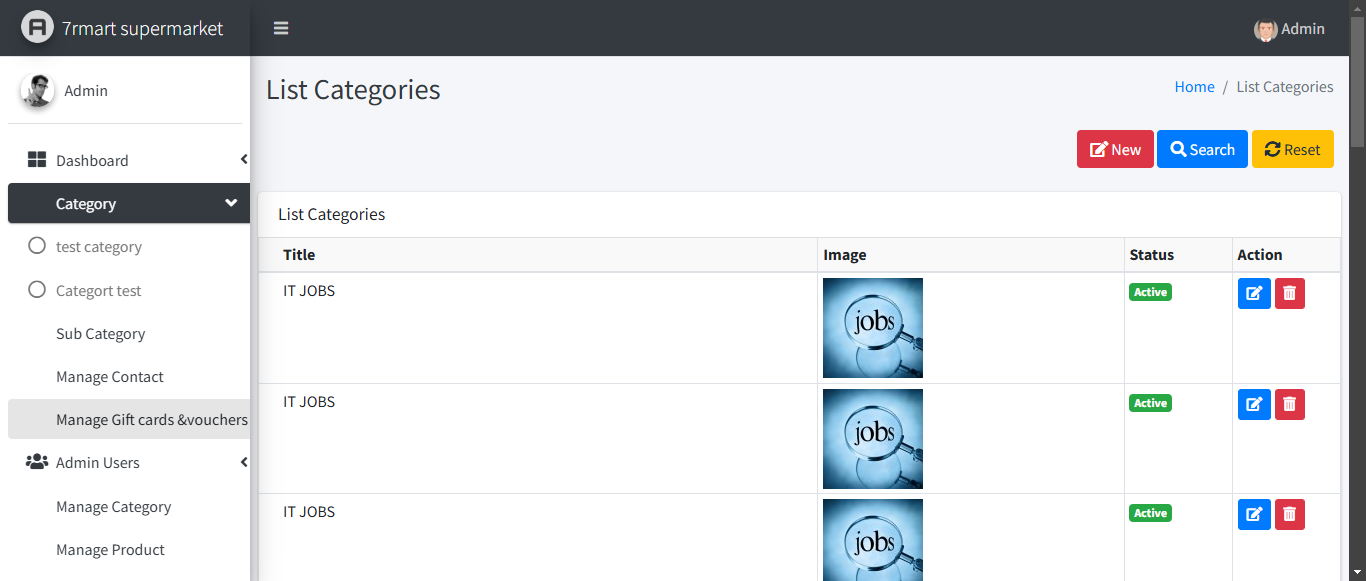 7rmart supermarket
Admin
Admin
List Categories
Home / List Categories
New Search Reset
Dashboard
Category
test category
Categort test
Sub Category
Manage Contact
Manage Gift cards &vouchers
Admin Users
Manage Category
Manage Product
List Categories
Title Image Status Action
IT JOBS jobs Active
IT JOBS jobs Active
IT JOBS jobs Active